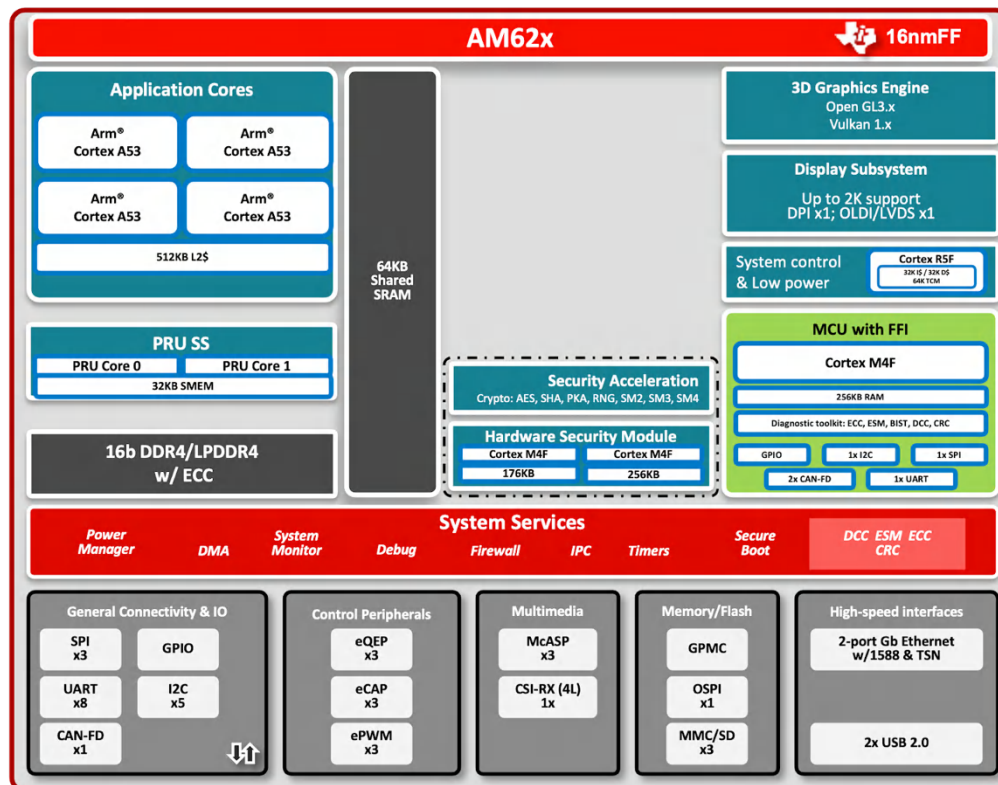 AM62x
16nmFF
Application Cores
Arm®
Cortex A53
Arm®
Cortex A53
Arm®
Cortex A53
Arm®
Cortex A53
512KB L2$
PRU SS
PRU Core 0
PRU Core 1
32KB SMEM
16b DDR4/LPDDR4
w/ ECC
64KB
Shared
SRAM
Security Acceleration
Crypto: AES, SHA, PKA, RNG, SM2, SM3, SM4
Hardware Security Module
Cortex M4F
Cortex M4F
176KB
256KB
3D Graphics Engine
Open GL3.x
Vulkan 1.x
Display Subsystem
Up to 2K support
DPI x1; OLDI/LVDS x1
System control
& Low power
Cortex R5F
32K I$ / 32K D$
64K TCM
MCU with FFI
Cortex M4F
256KB RAM
Diagnostic toolkit: ECC, ESM, BIST, DCC, CRC
GPIO
1x I2C
1x SPI
2x CAN-FD
1x UART
System Services
Power
Manager
DMA
System
Monitor
Debug
Firewall
IPC
Timers
Secure
Boot
DCC ESM ECC
CRC
General Connectivity & IO
SPI
x3
GPIO
UART
x8
I2C
x5
CAN-FD
x1
Control Peripherals
eQEP
x3
eCAP
x3
ePWM
x3
Multimedia
McASP
x3
CSI-RX (4L)
1x
Memory/Flash
GPMC
OSPI
x1
MMC/SD
x3
High-speed interfaces
2-port Gb Ethernet
w/1588 & TSN
2x USB 2.0